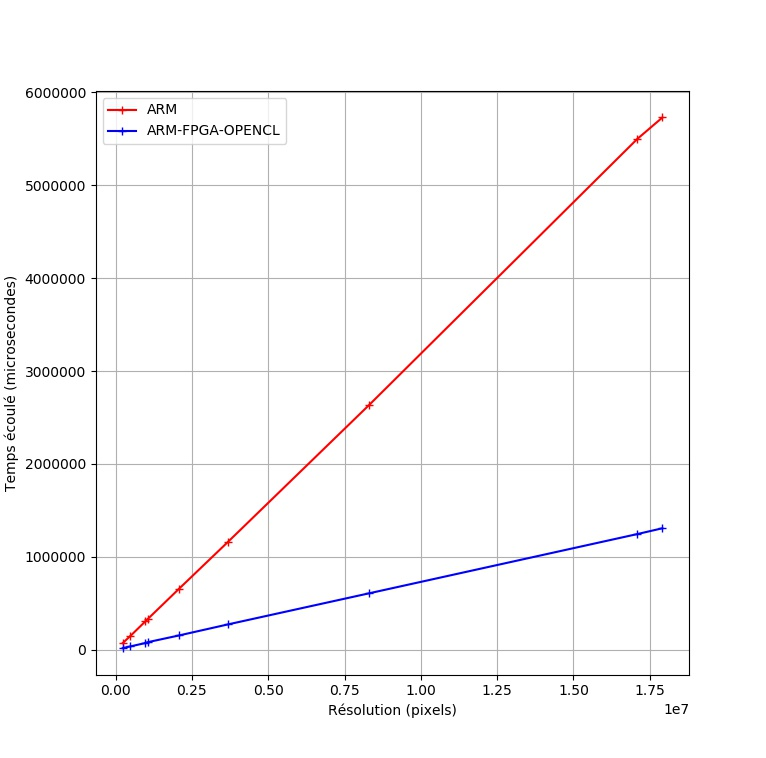 ARM
ARM-FPGA-OPENCL
Temps écoulé (microsecondes)
6000000
5000000
4000000
3000000
2000000
1000000
0
0.00 0.25 0.50 0.75 1.00 1.25 1.50 1.75
1e7
Résolution (pixels)